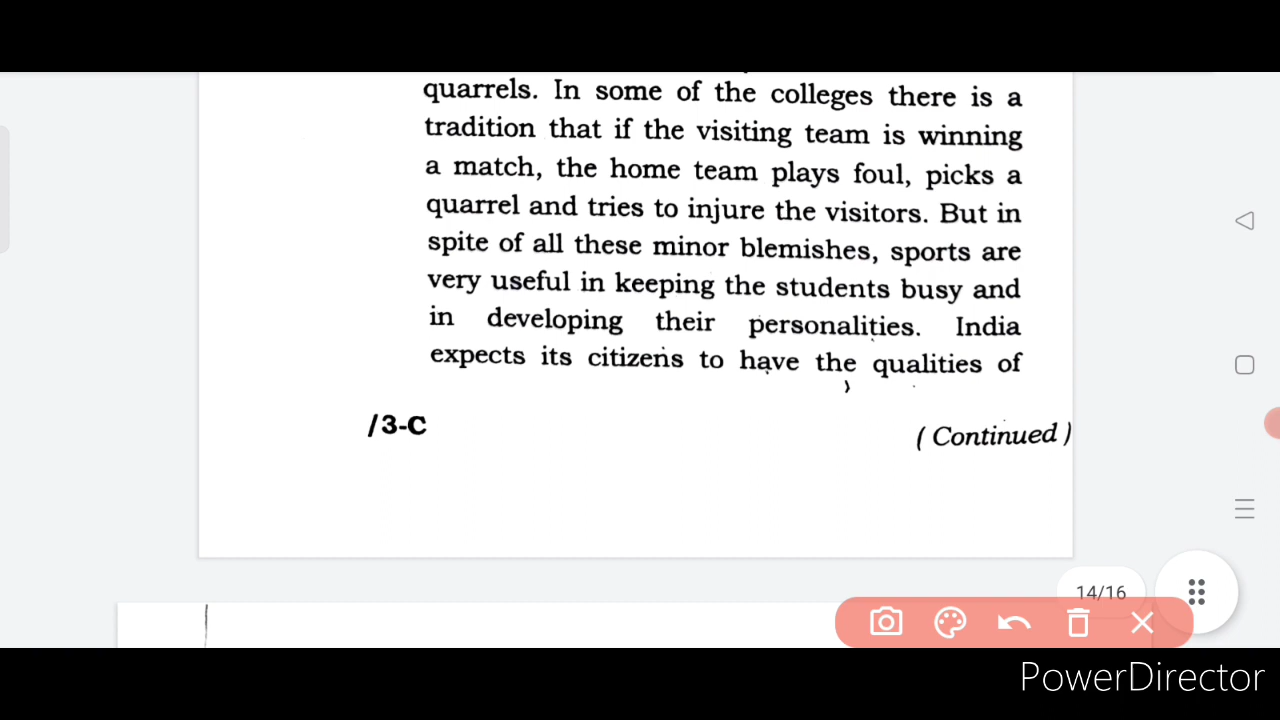 quarrels. In some of the colleges there is a
tradition that if the visiting team is winning
a match, the home team plays foul, picks a
quarrel and tries to injure the visitors. But in
spite of all these minor blemishes, sports are
very useful in keeping the students busy and
in developing their personalities. India
expects its citizens to have the qualities of
/3-C
( Continued )
14/16
PowerDirector